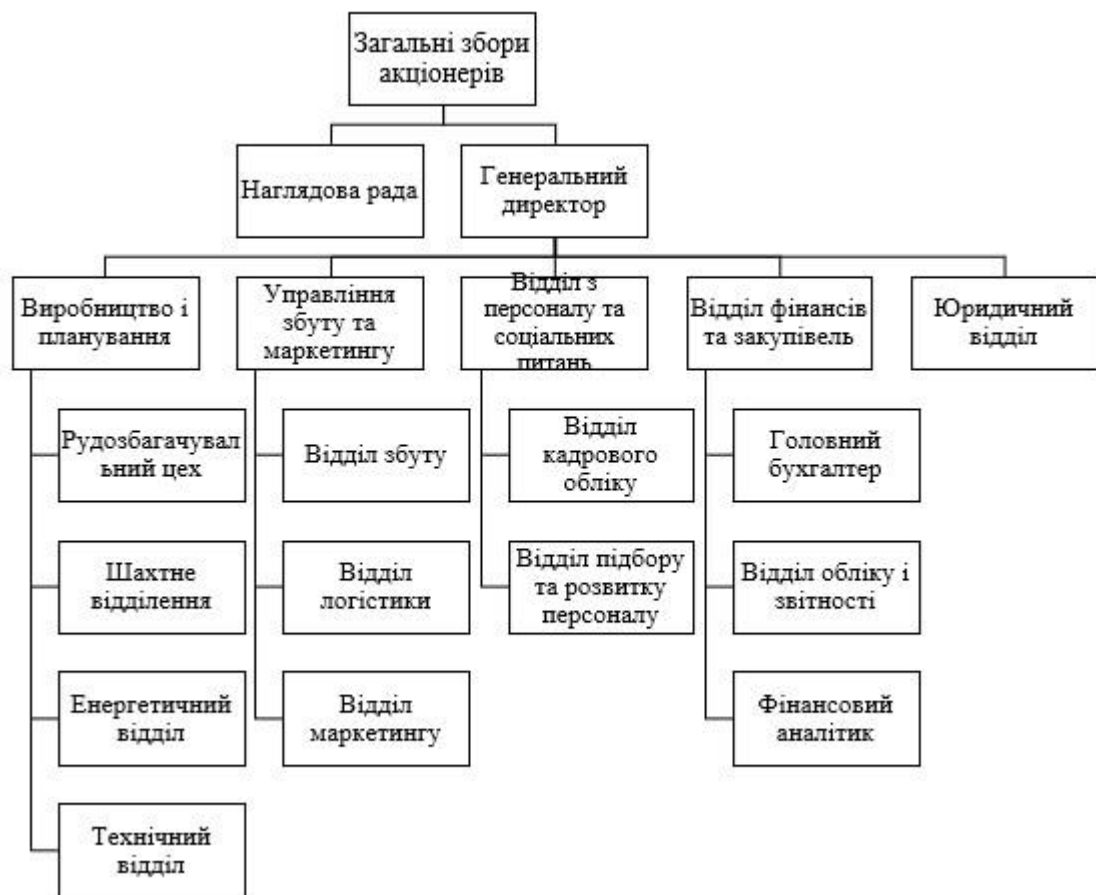 Загальні збори
акціонерів
Наглядова рада
Генеральний
директор
Виробництво і
планування
Управління
збуту та
маркетингу
Відділ з
персоналу та
соціальних
питань
Відділ фінансів
та закупівель
Юридичний
відділ
Рудозбагачувал
ьний цех
Відділ збуту
Відділ
кадрового
обліку
Головний
бухгалтер
Шахтне
відділення
Відділ
логістики
Відділ підбору
та розвитку
персоналу
Відділ обліку і
звітності
Енергетичний
відділ
Відділ
маркетингу
Фінансовий
аналітик
Технічний
відділ